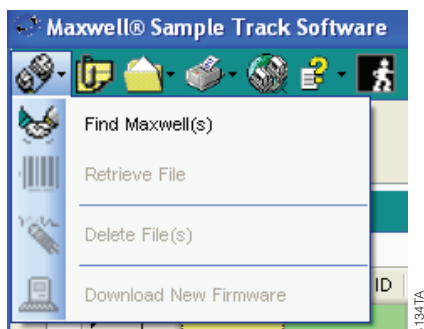 Maxwell® Sample Track Software
Find Maxwell(s)
Retrieve File
Delete File(s)
Download New Firmware
ID
134TA